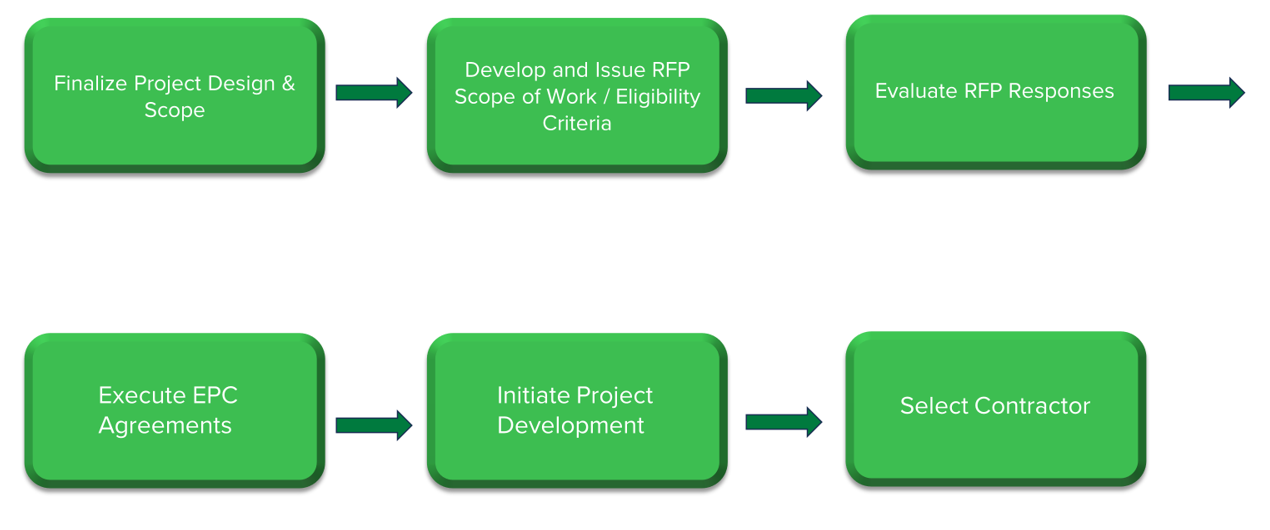 Finalize Project Design &
Scope
Develop and Issue RFP
Scope of Work / Eligibility
Criteria
Evaluate RFP Responses
Execute EPC
Agreements
Initiate Project
Development
Select Contractor